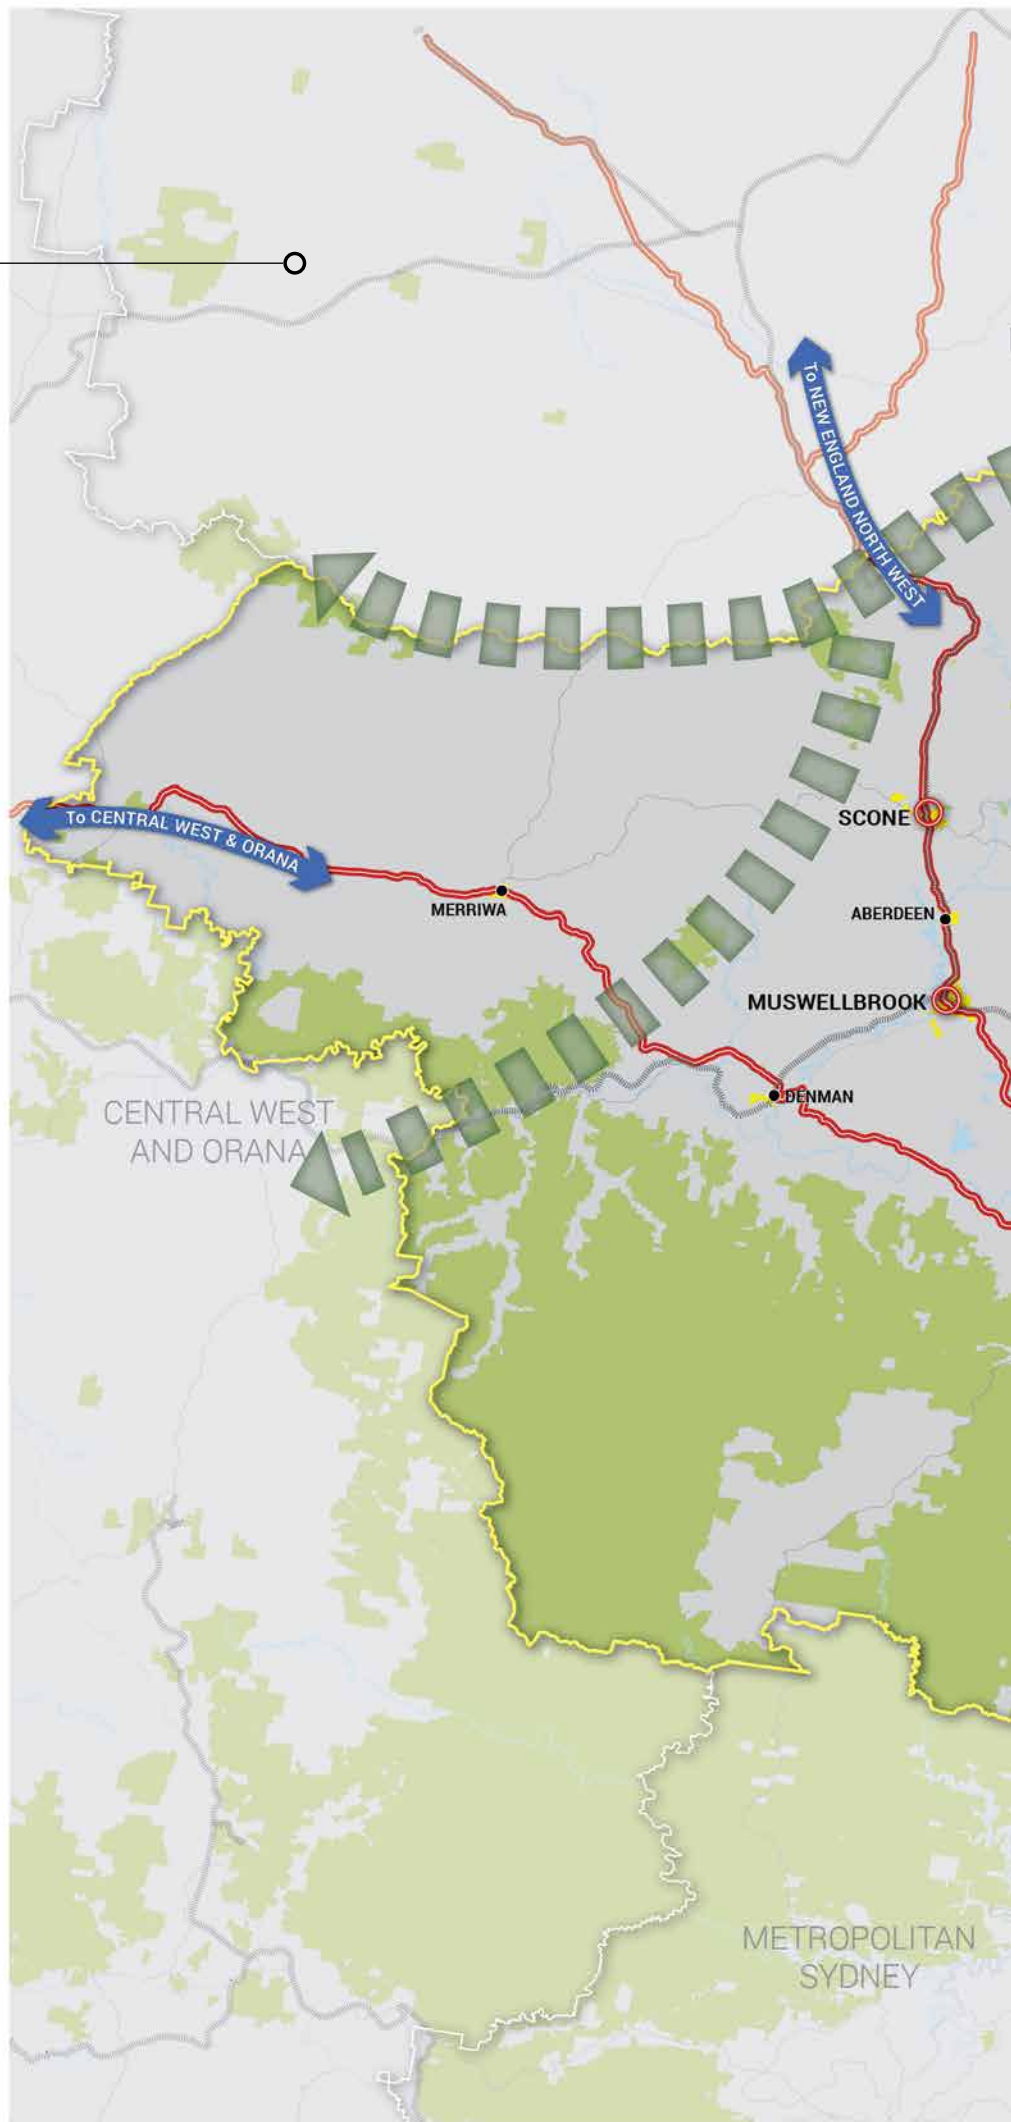 To NEW ENGLAND NORTH WEST
SCONE
To CENTRAL WEST & ORANA
MERRIWA
ABERDEEN
MUSWELLBROOK
DENMAN
CENTRAL WEST
AND ORANA
METROPOLITAN
SYDNEY